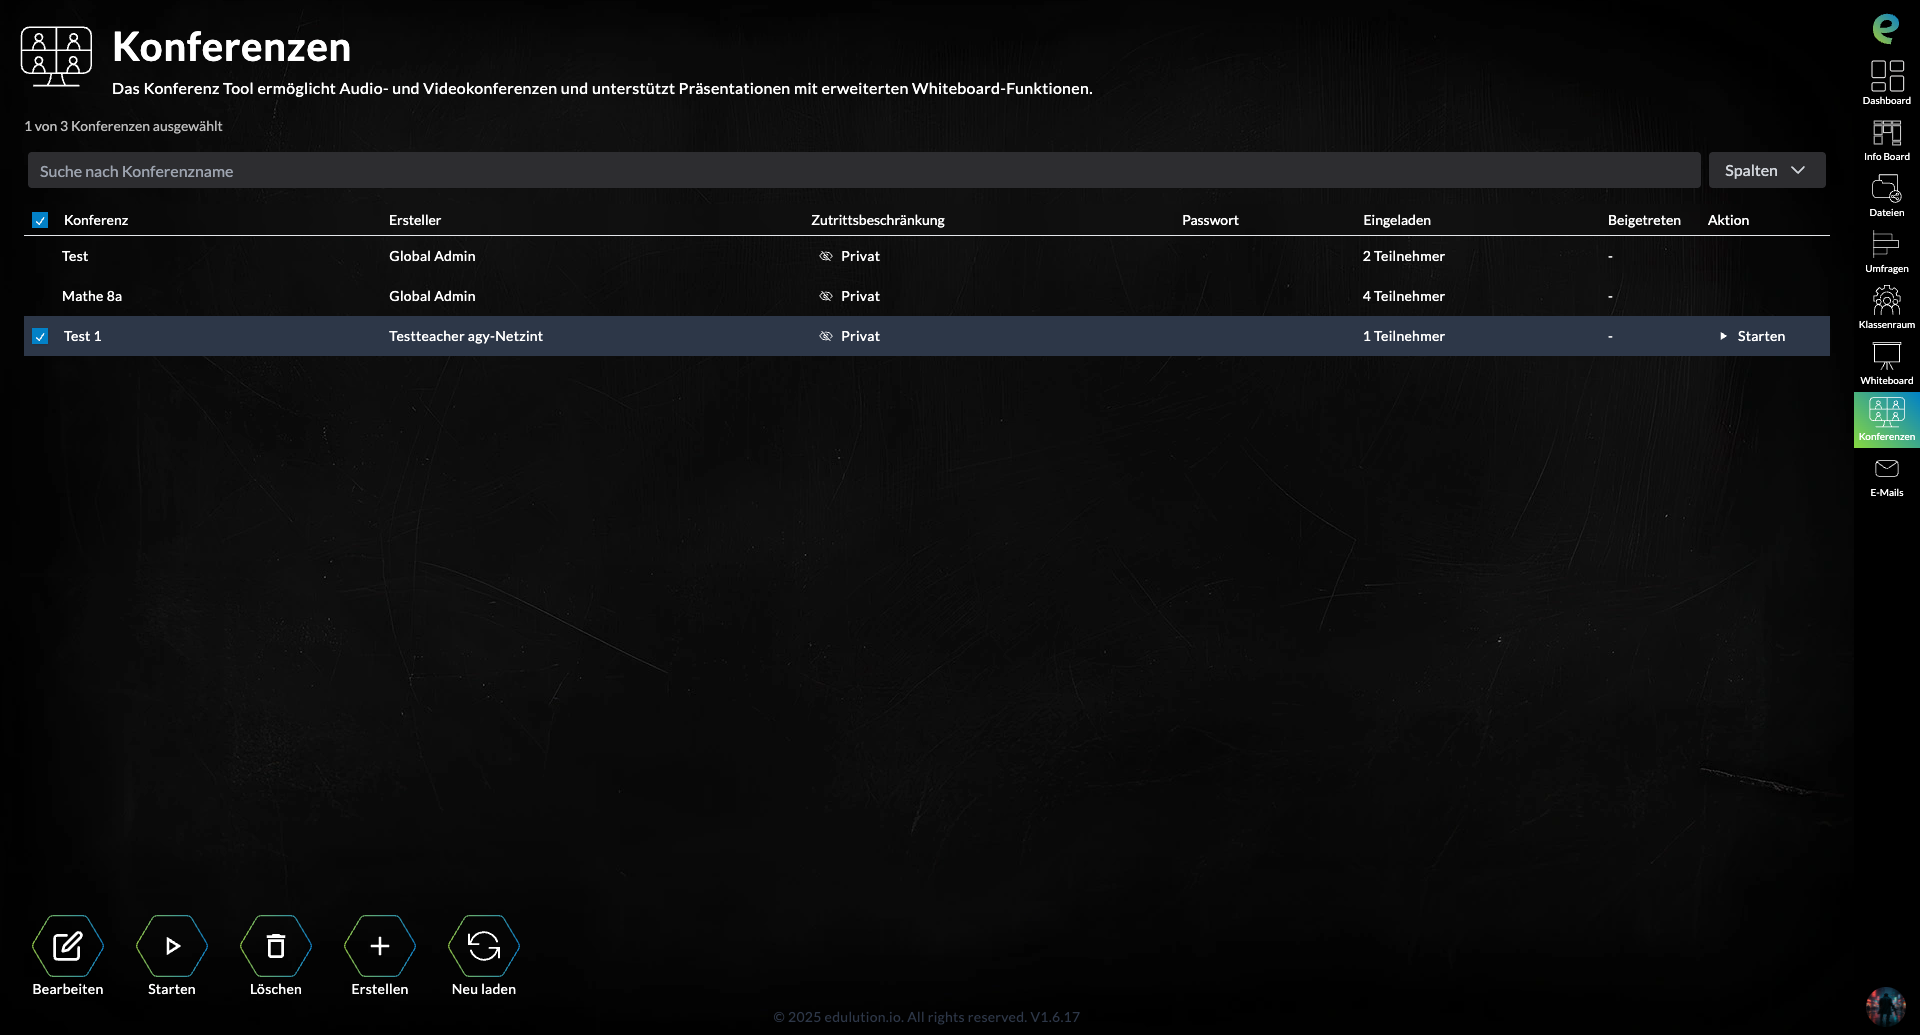 Konferenzen
Das Konferenz Tool ermöglicht Audio- und Videokonferenzen und unterstützt Präsentationen mit erweiterten Whiteboard-Funktionen.
1 von 3 Konferenzen ausgewählt
Suche nach Konferenzname
Spalten
Konferenz Ersteller Zutrittsbeschränkung Passwort Eingeladen Beigetreten Aktion
Test Global Admin Privat 2 Teilnehmer -
Mathe 8a Global Admin Privat 4 Teilnehmer -
Test 1 Testteacher agy-Netzint Privat 1 Teilnehmer - Starten
Bearbeiten Starten Löschen Erstellen Neu laden
© 2025 edulution.io. All rights reserved. V1.6.17
Dashboard
Info Board
Dateien
Umfragen
Klassenraum
Whiteboard
Konferenzen
E-Mails